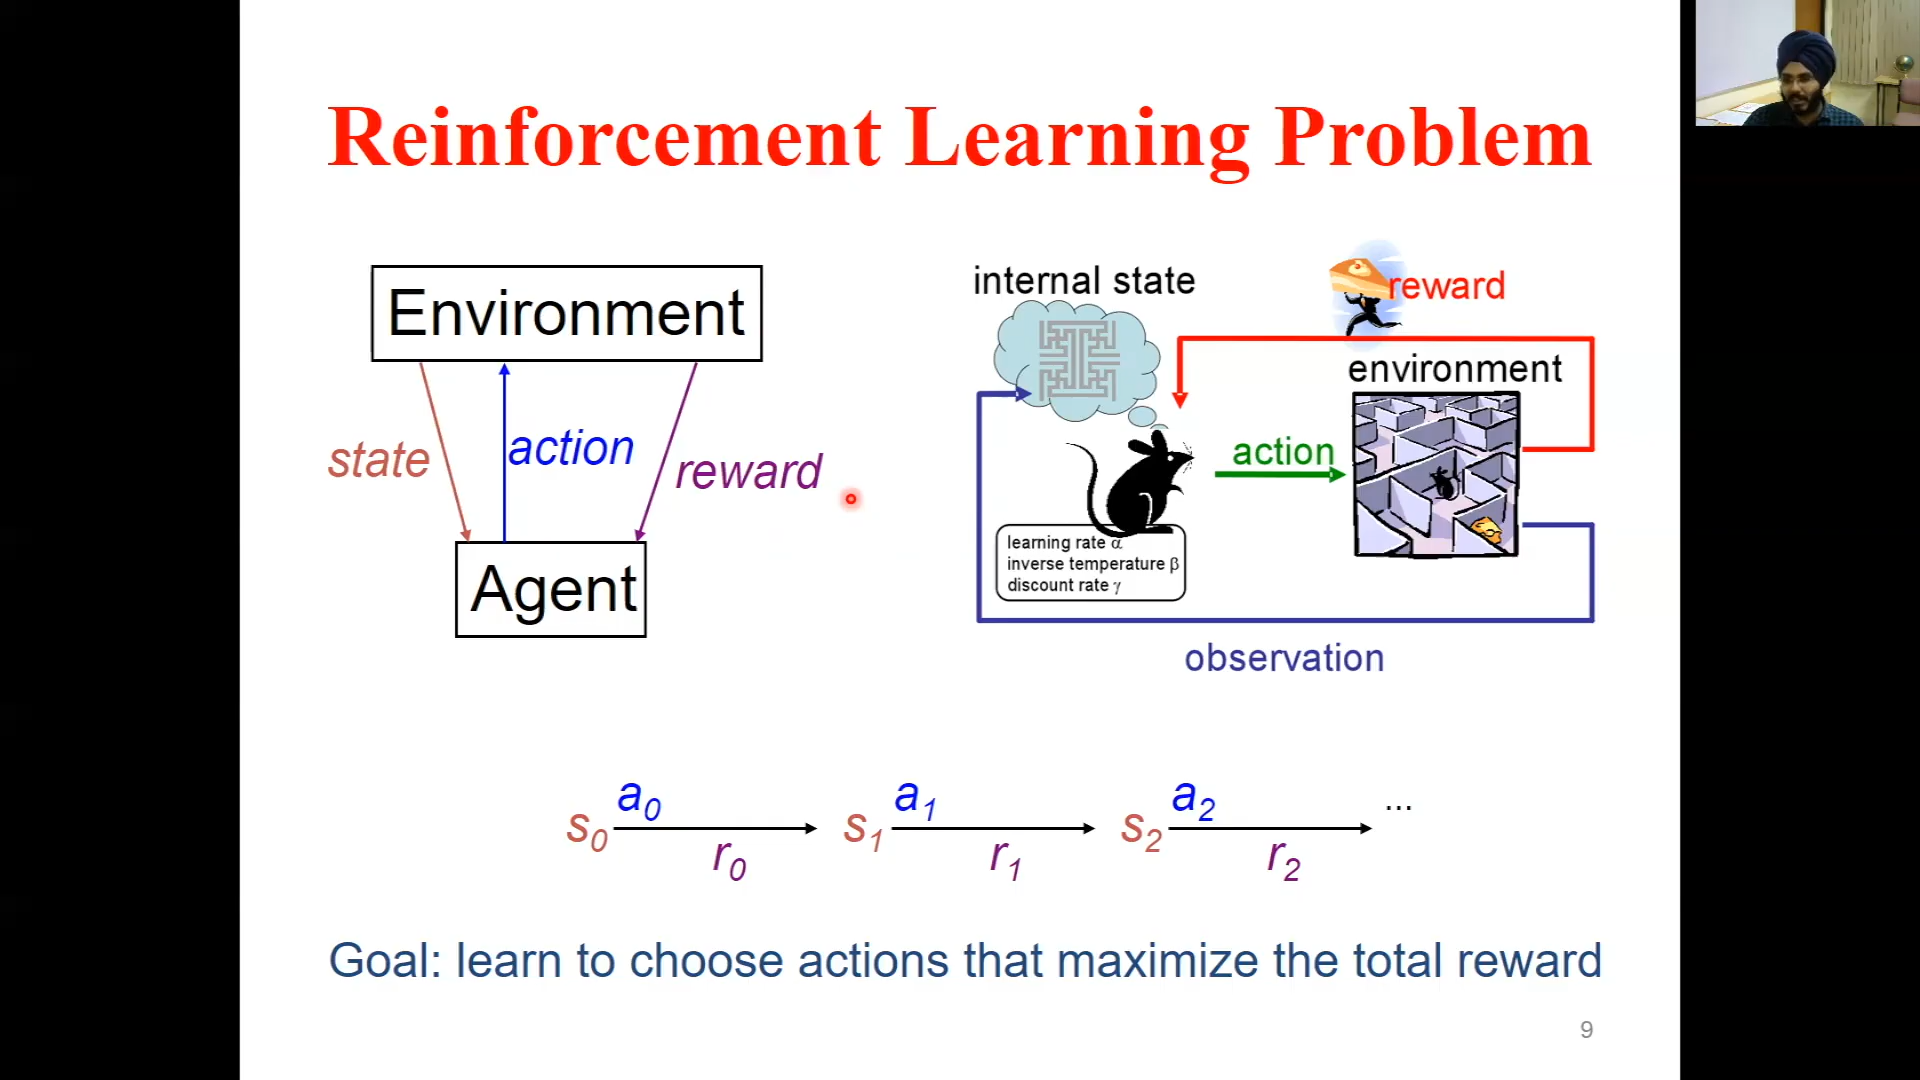 Reinforcement Learning Problem
Environment
state
action
reward
Agent
internal state
reward
environment
action
learning rate α
inverse temperature β
discount rate γ
observation
s0 a0 r0 s1 a1 r1 s2 a2 r2 ...
Goal: learn to choose actions that maximize the total reward
9